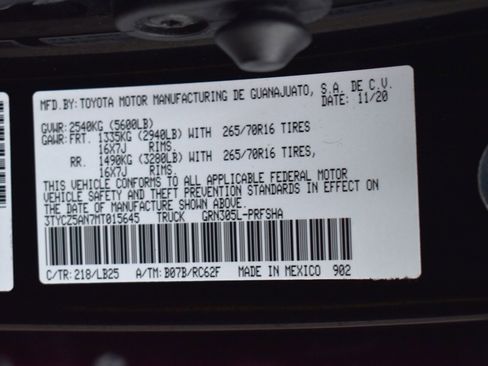 MFD.BY: TOYOTA MOTOR MANUFACTURING DE GUANAJUATO, S.A. DE C.V.
11/20
GVWR: 2540KG (5600LB)
GAWR: FRT. 1335KG (2940LB) WITH 265/70R16 TIRES
16X7J RIMS,
RR. 1490KG (3280LB) WITH 265/70R16 TIRES,
16X7J RIMS.
THIS VEHICLE CONFORMS TO ALL APPLICABLE FEDERAL MOTOR
VEHICLE SAFETY AND THEFT PREVENTION STANDARDS IN EFFECT ON
THE DATE OF MANUFACTURE SHOWN ABOVE.
3TYCZ5AN7MT015645 TRUCK GRN305L-PRFSHA
C/TR: 218/LB25 A/TM: B07B/RC62F MADE IN MEXICO 902